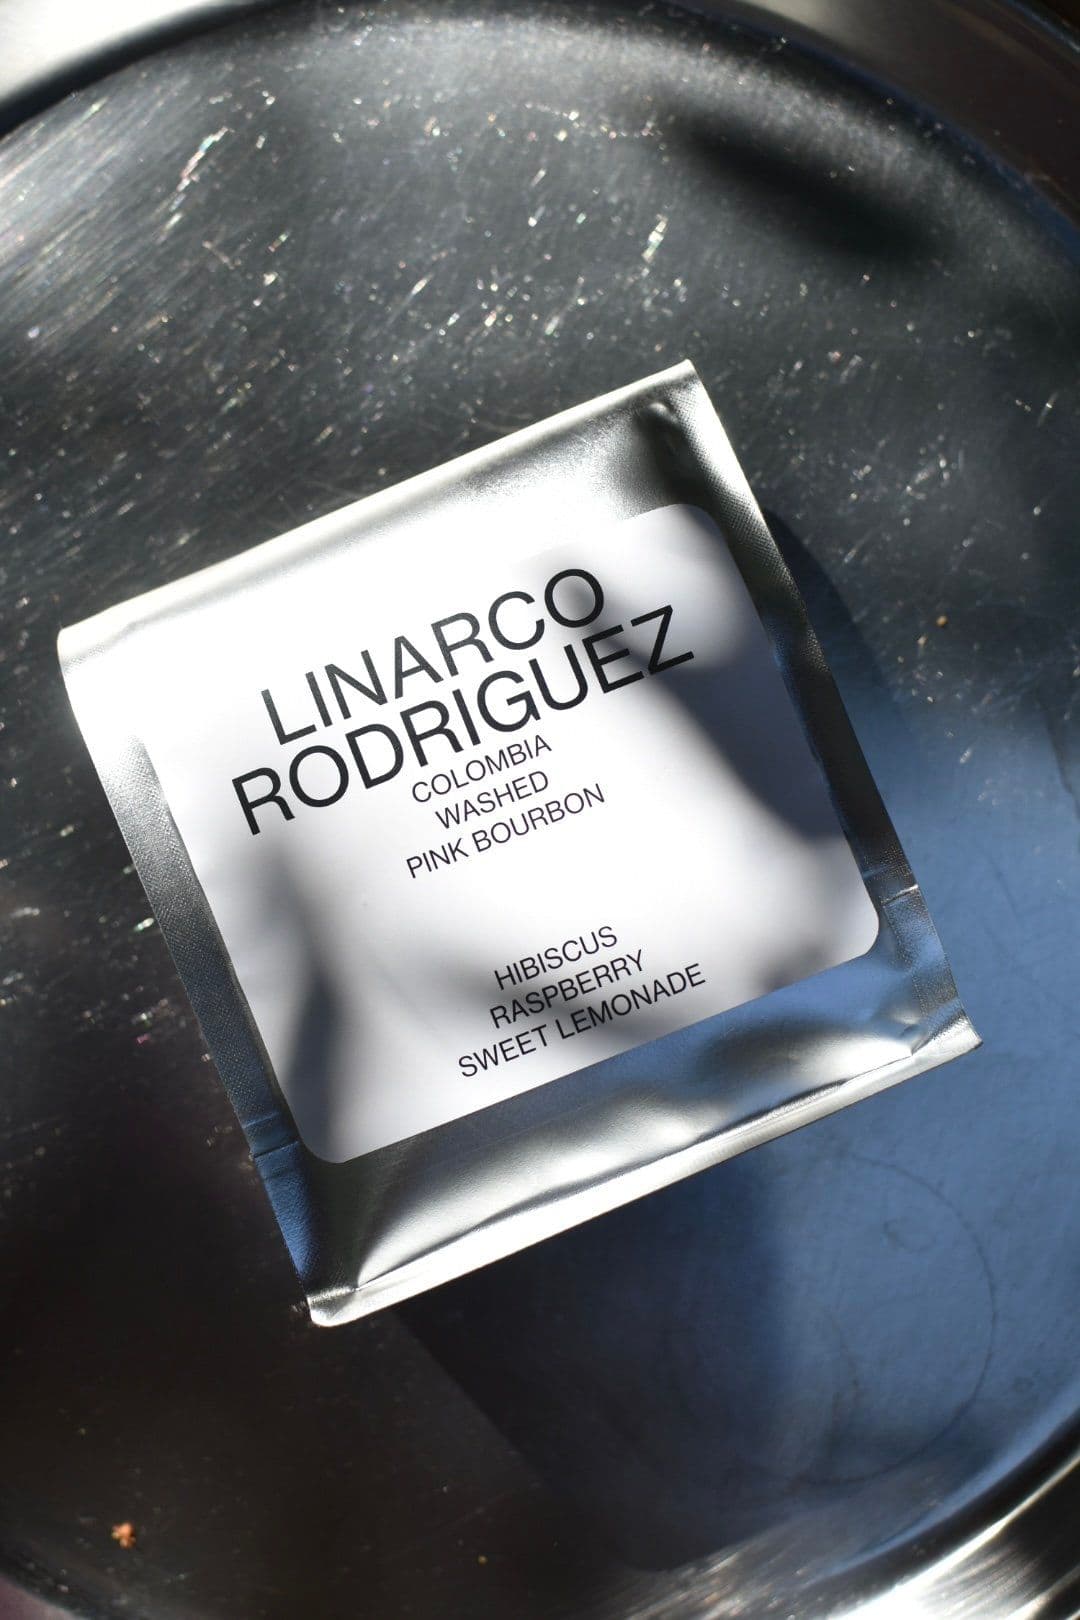 LINARCO
RODRIGUEZ
COLOMBIA
WASHED
PINK BOURBON
HIBISCUS
RASPBERRY
SWEET LEMONADE